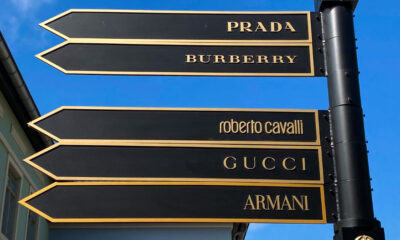 PRADA
BURBERRY
roberto cavalli
GUCCI
ARMANI